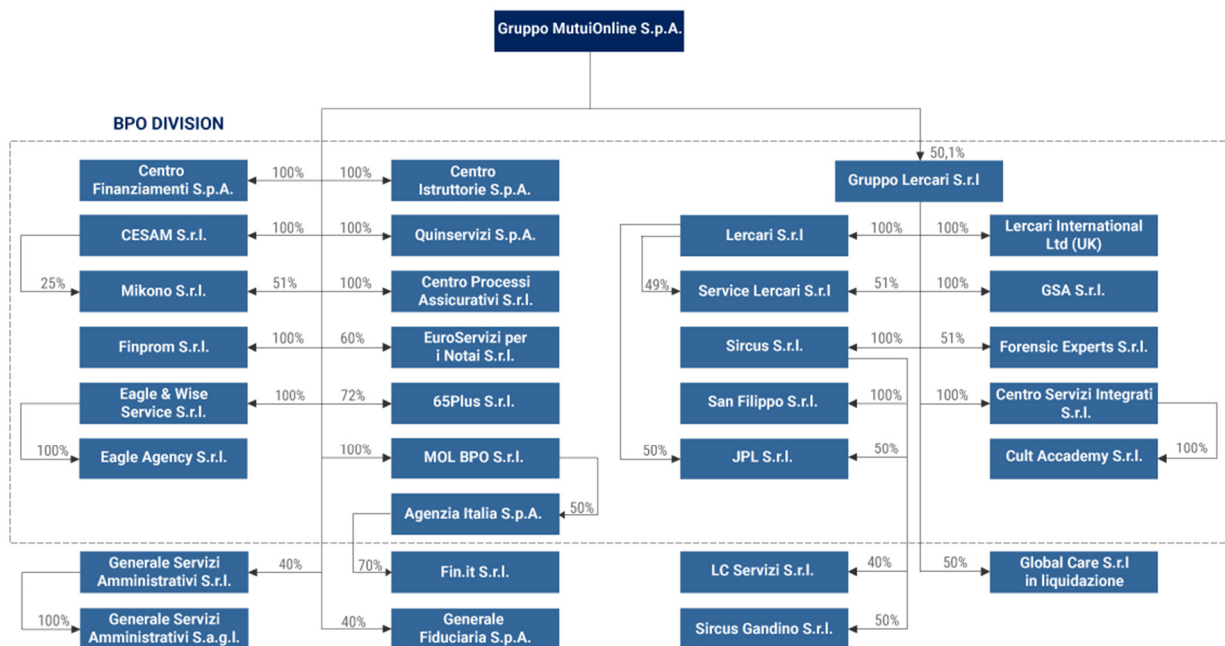 Gruppo MutuiOnline S.p.A.
BPO DIVISION
50,1%
Gruppo Lercari S.r.l
Centro
Finanziamenti S.p.A.
100%
100%
Centro
Istruttorie S.p.A.
CESAM S.r.l.
100%
100%
Quinservizi S.p.A.
25%
Mikono S.r.l.
51%
100%
Centro Processi
Assicurativi S.r.l.
Finprom S.r.l.
100%
60%
EuroServizi per
i Notai S.r.l.
Eagle & Wise
Service S.r.l.
100%
72%
65Plus S.r.l.
100%
Eagle Agency S.r.l.
100%
MOL BPO S.r.l.
Agenzia Italia S.p.A.
50%
Generale Servizi
Amministrativi S.r.l.
40%
70%
Fin.it S.r.l.
100%
Generale Servizi
Amministrativi S.a.g.l.
40%
Generale
Fiduciaria S.p.A.
Lercari S.r.l
100%
100%
Lercari International
Ltd (UK)
49%
Service Lercari S.r.l
51%
100%
GSA S.r.l.
Sircus S.r.l.
100%
51%
Forensic Experts S.r.l.
San Filippo S.r.l.
100%
100%
Centro Servizi Integrati
S.r.l.
50%
JPL S.r.l.
50%
Cult Accademy S.r.l.
100%
LC Servizi S.r.l.
40%
50%
Global Care S.r.l
in liquidazione
Sircus Gandino S.r.l.
50%